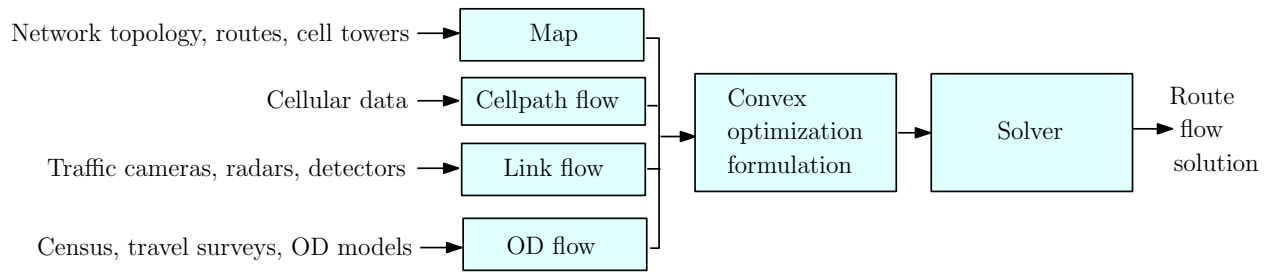 Network topology, routes, cell towers
Map
Cellular data
Cellpath flow
Traffic cameras, radars, detectors
Link flow
Census, travel surveys, OD models
OD flow
Convex
optimization
formulation
Solver
Route
flow
solution